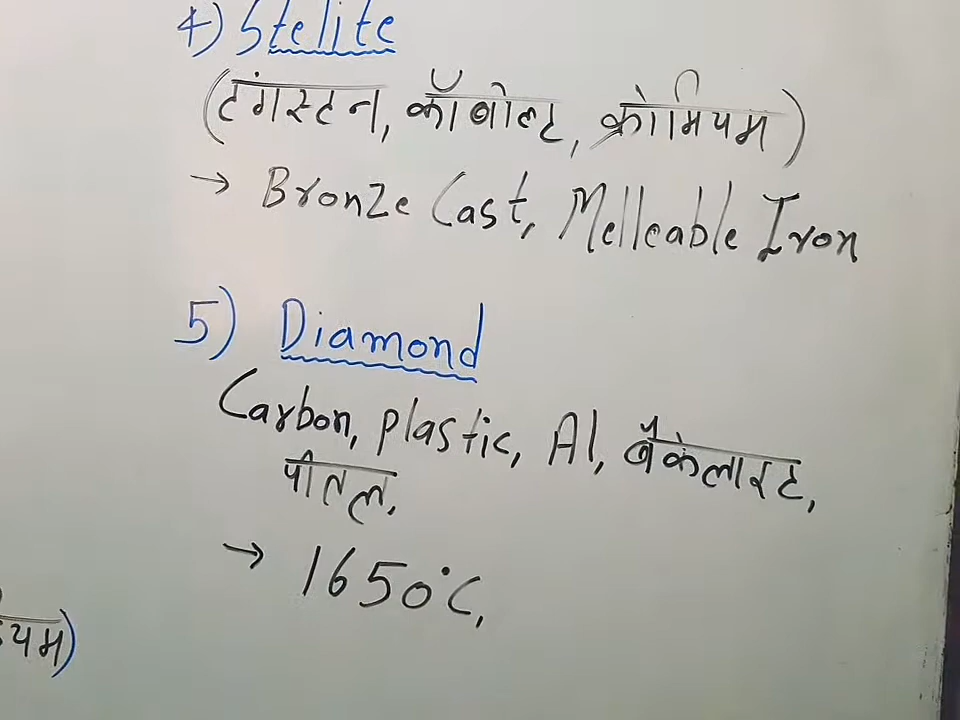 4) Stelite
(टंगस्टन, कॉबोल्ट, क्रोमियम)
→ Bronze Cast, Melleable Iron
5) Diamond
Carbon, plastic, Al, बैकेलाइट,
पीतल.
→ 1650°C,